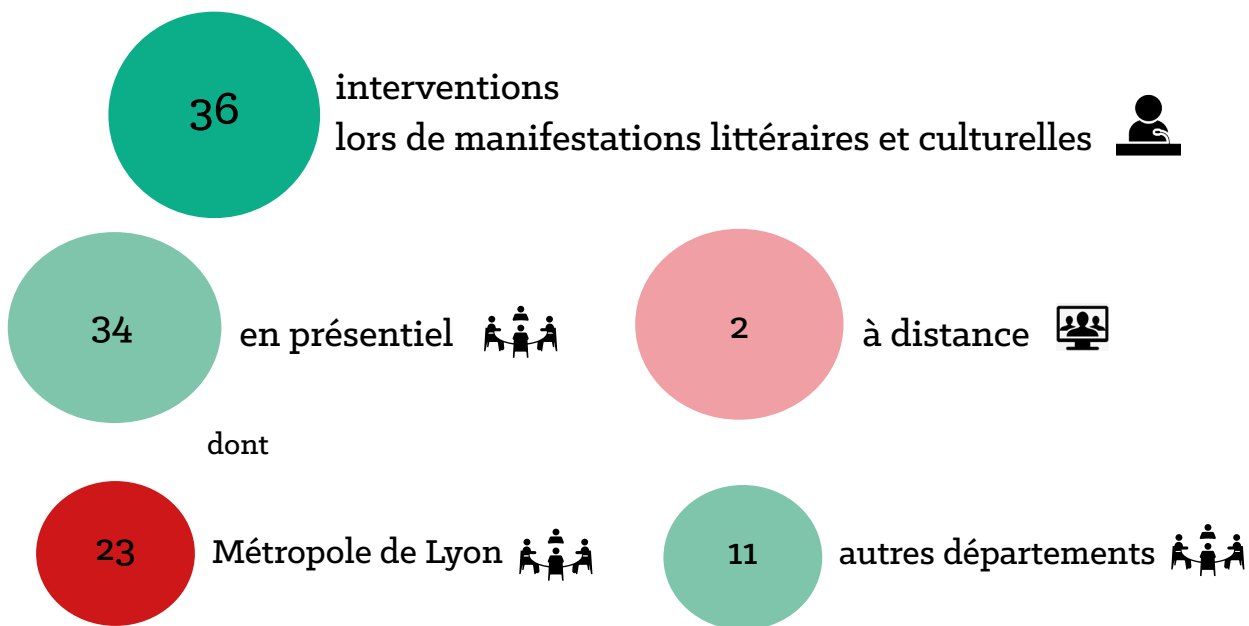 36
interventions
lors de manifestations littéraires et culturelles
34
en présentiel
2
à distance
dont
23
Métropole de Lyon
11
autres départements